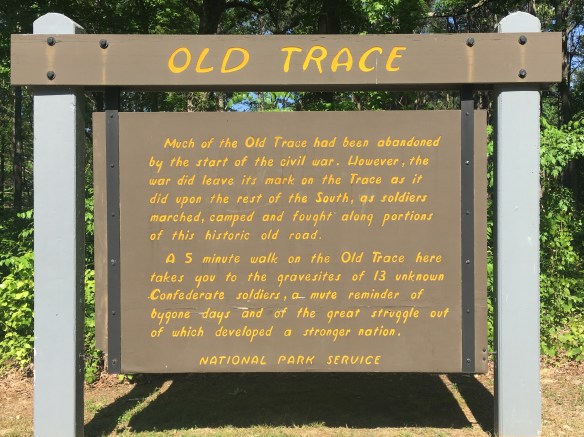 OLD TRACE
Much of the Old Trace had been abandoned
by the start of the civil war. However, the
war did leave its mark on the Trace as it
did upon the rest of the South, as soldiers
marched, camped and fought along portions
of this historic old road.
A 5 minute walk on the Old Trace here
takes you to the gravesites of 13 unknown
Confederate soldiers, a mute reminder of
bygone days and of the great struggle out
of which developed a stronger nation.
NATIONAL PARK SERVICE